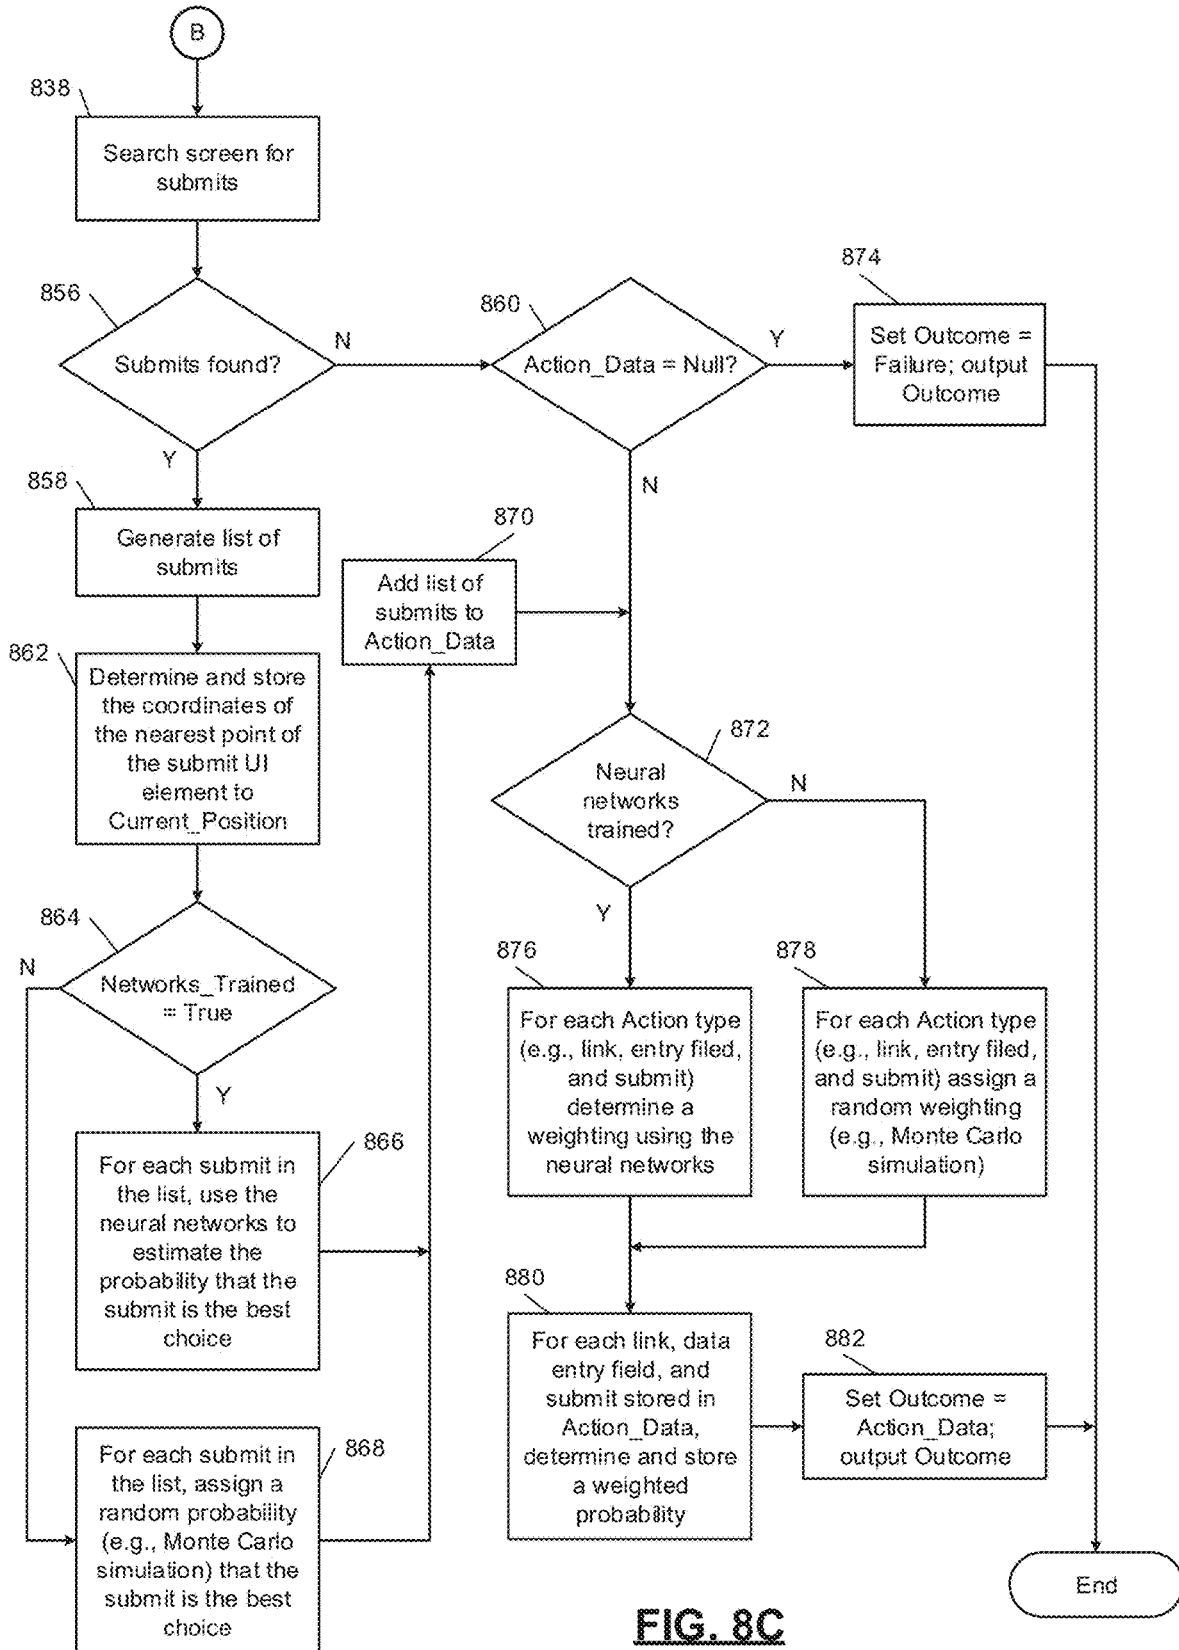 B
838
Search screen for
submits
856
Submits found?
N
Y
860
Action_Data = Null?
Y
N
874
Set Outcome =
Failure; output
Outcome
858
Generate list of
submits
870
Add list of
submits to
Action_Data
862
Determine and store
the coordinates of
the nearest point of
the submit UI
element to
Current_Position
872
Neural
networks
trained?
N
Y
864
N
Networks_Trained
= True
Y
876
For each Action type
(e.g., link, entry filed,
and submit)
determine a
weighting using the
neural networks
878
For each Action type
(e.g., link, entry filed,
and submit) assign a
random weighting
(e.g., Monte Carlo
simulation)
866
For each submit in
the list, use the
neural networks to
estimate the
probability that the
submit is the best
choice
880
For each link, data
entry field, and
submit stored in
Action_Data,
determine and store
a weighted
probability
882
Set Outcome =
Action_Data;
output Outcome
868
For each submit in
the list, assign a
random probability
(e.g., Monte Carlo
simulation) that the
submit is the best
choice
End
FIG. 8C